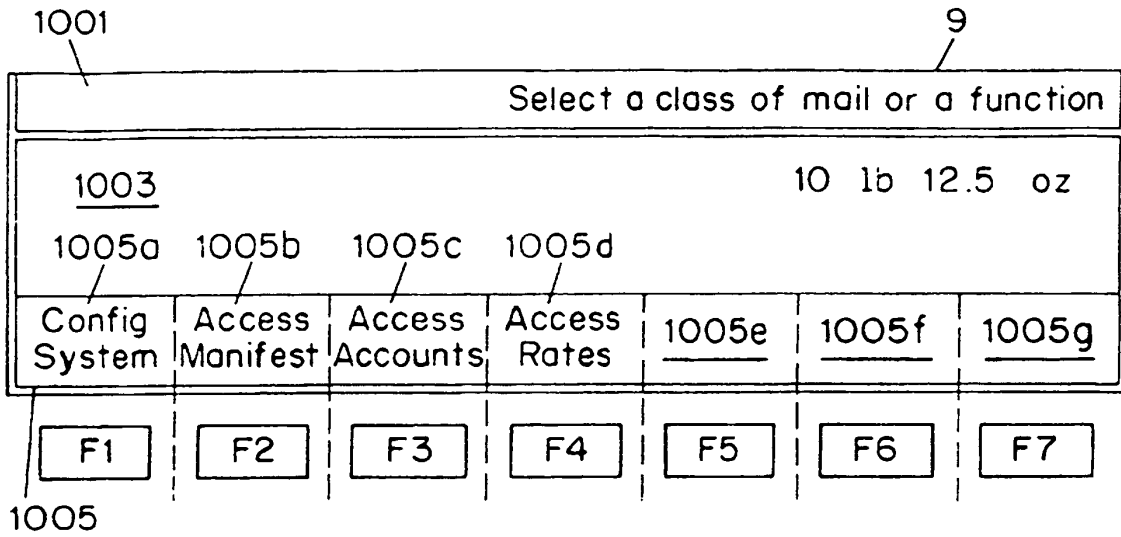 1001 9
Select a class of mail or a function
1003 10 lb 12.5 oz
1005a 1005b 1005c 1005d
Config Access Access Access 1005e 1005f 1005g
System Manifest Accounts Rates
F1 F2 F3 F4 F5 F6 F7
1005